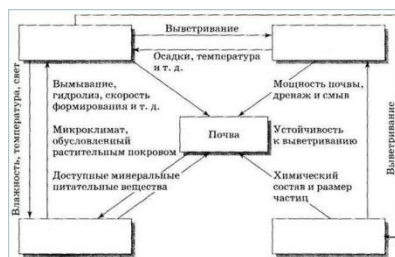 Выветривание
Осадки, температура
и т. д.
Влажность, температура, свет
Вымывание,
гидролиз, скорость
формирования и т. д.
Мощность почвы,
дренаж и смыв
Микроклимат,
обусловленный
растительным покровом
Почва
Устойчивость
к выветриванию
Доступные минеральные
питательные вещества
Химический
состав и размер
частиц
Выветривание